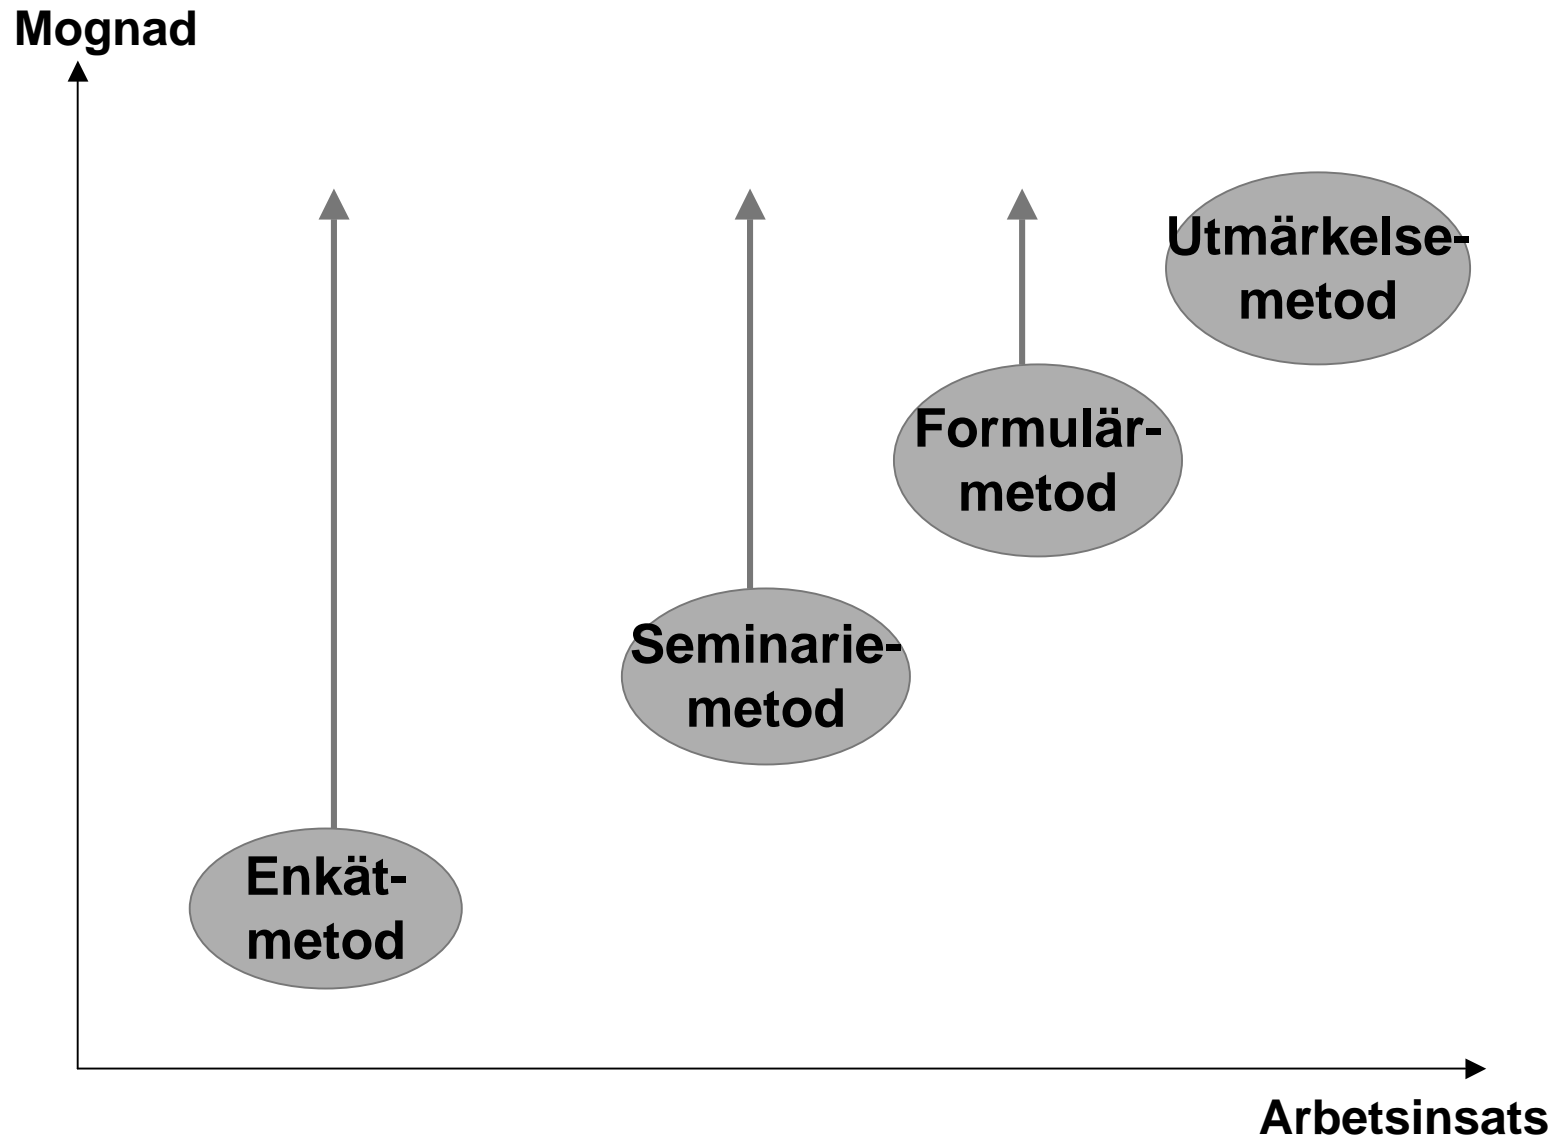 Mognad
Utmärkelse-
metod
Formulär-
metod
Seminarie-
metod
Enkät-
metod
Arbetsinsats